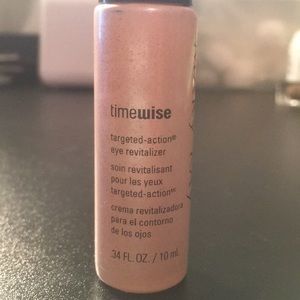 timewise
targeted-action®
eye revitalizer
soin revitalisant
pour les yeux
targeted-action
crema revitalizadora
para el contorno
de los ojos
.34 FL. OZ. / 10 mL